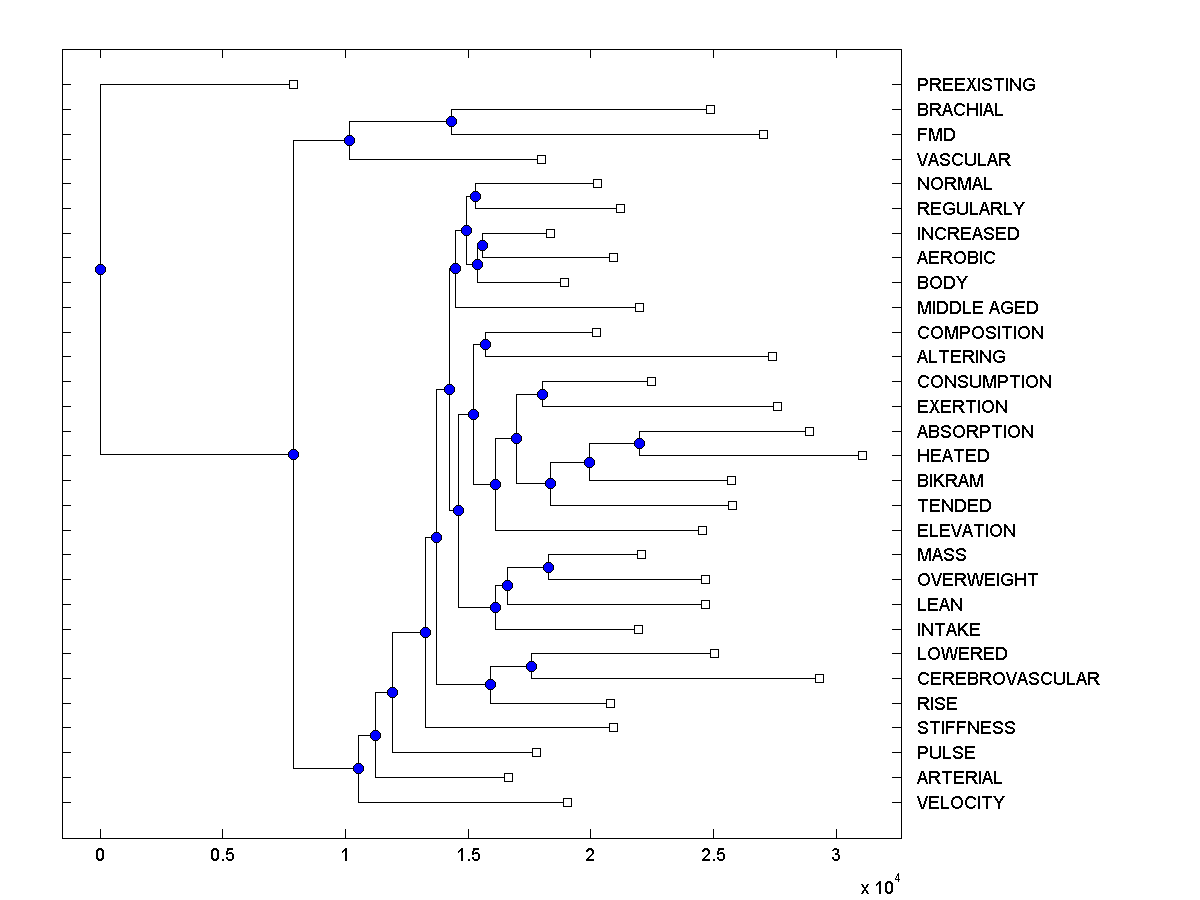 PREEXISTING
BRACHIAL
FMD
VASCULAR
NORMAL
REGULARLY
INCREASED
AEROBIC
BODY
MIDDLE AGED
COMPOSITION
ALTERING
CONSUMPTION
EXERTION
ABSORPTION
HEATED
BIKRAM
TENDED
ELEVATION
MASS
OVERWEIGHT
LEAN
INTAKE
LOWERED
CEREBROVASCULAR
RISE
STIFFNESS
PULSE
ARTERIAL
VELOCITY
0 0.5 1 1.5 2 2.5 3
x 10^4